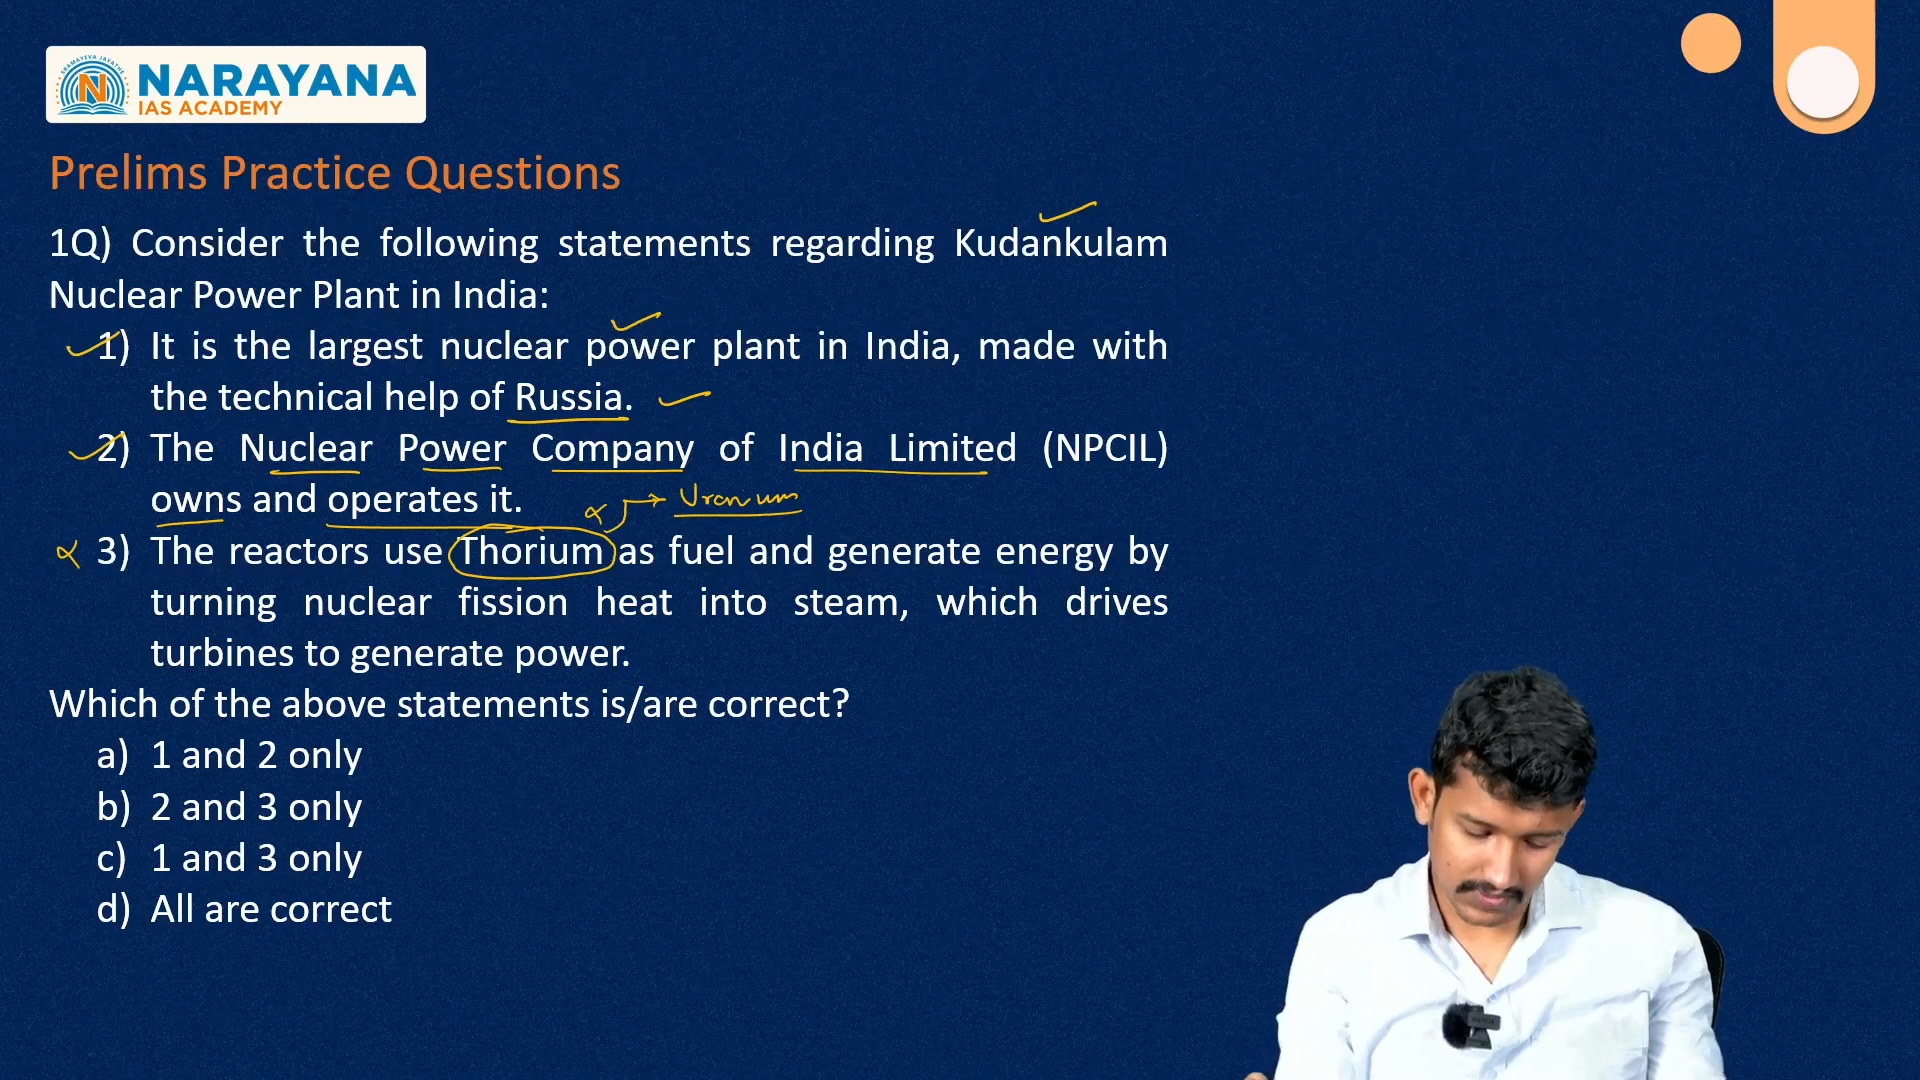 SRAMAYEVA JAYATHE
N
NARAYANA
IAS ACADEMY
Prelims Practice Questions
1Q) Consider the following statements regarding Kudankulam
Nuclear Power Plant in India:
1) It is the largest nuclear power plant in India, made with
the technical help of Russia.
2) The Nuclear Power Company of India Limited (NPCIL)
owns and operates it.
Uranium
3) The reactors use Thorium as fuel and generate energy by
turning nuclear fission heat into steam, which drives
turbines to generate power.
Which of the above statements is/are correct?
a) 1 and 2 only
b) 2 and 3 only
c) 1 and 3 only
d) All are correct